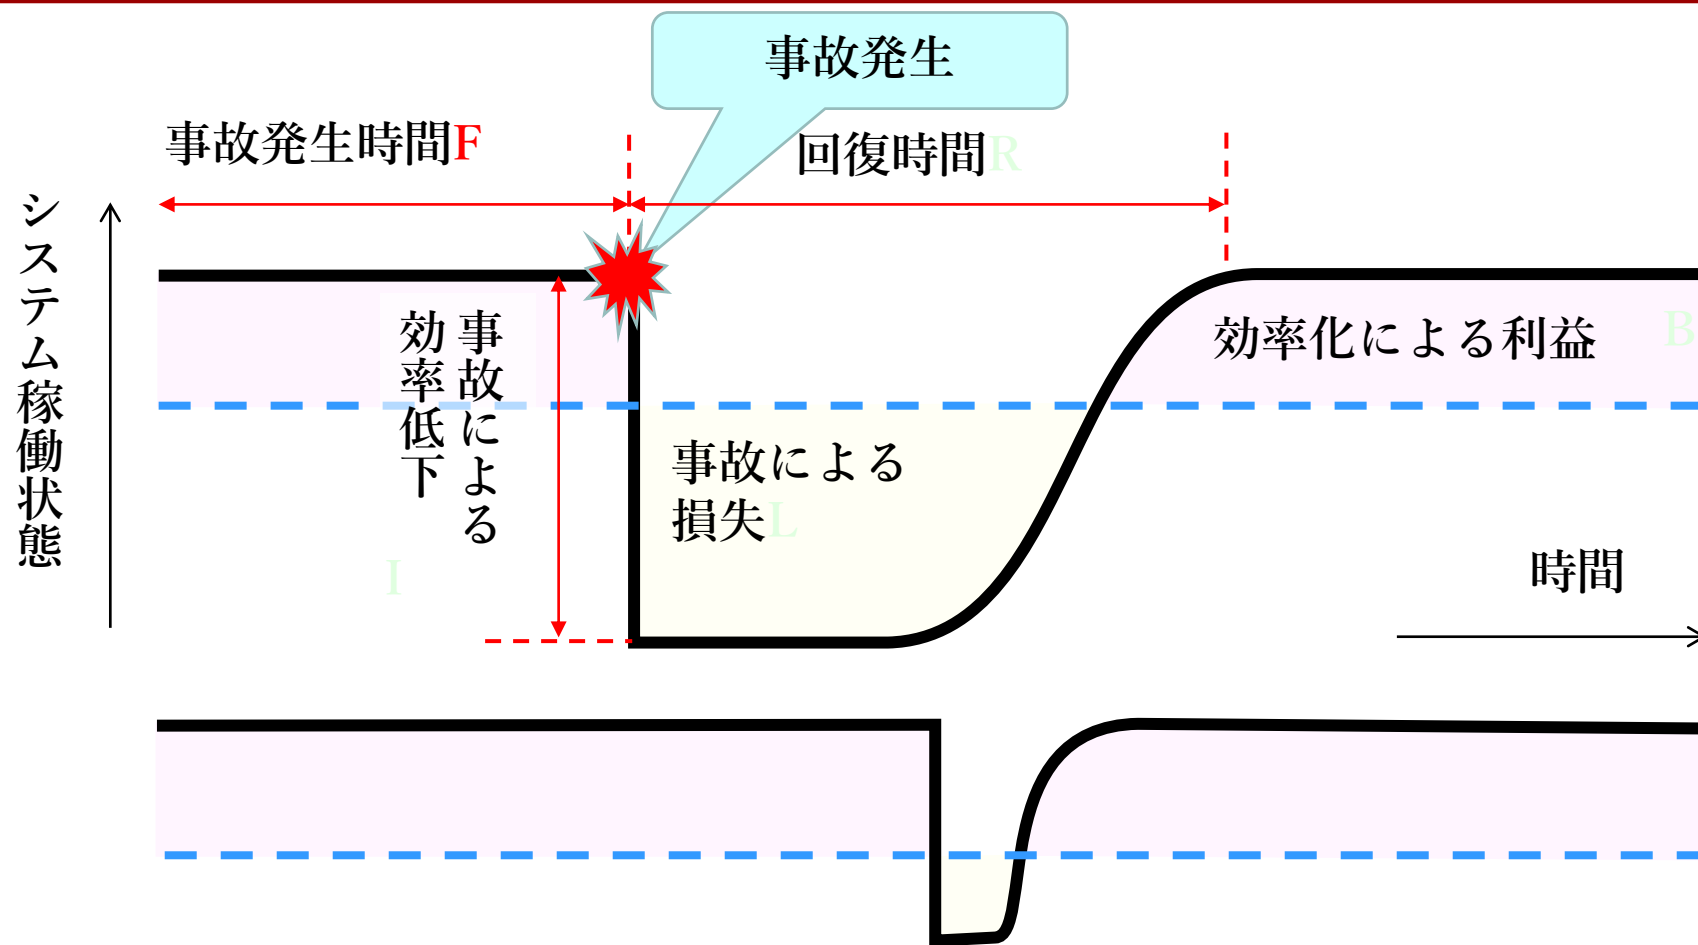 事故発生
事故発生時間F
回復時間R
システム稼働状態
事故による
効率低下
I
効率化による利益 B
事故による
損失L
時間